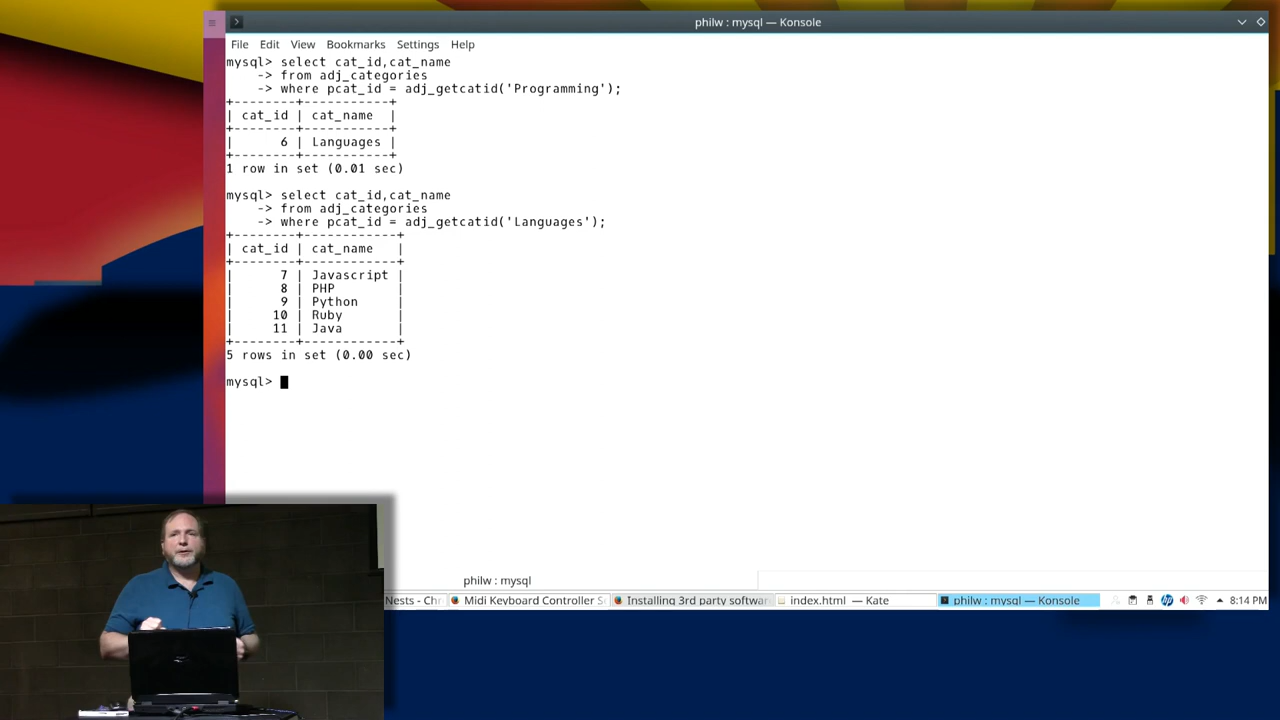 philw : mysql — Konsole
File Edit View Bookmarks Settings Help
mysql> select cat_id,cat_name
    -> from adj_categories
    -> where pcat_id = adj_getcatid('Programming');
+--------+-----------+
| cat_id | cat_name  |
+--------+-----------+
|      6 | Languages |
+--------+-----------+
1 row in set (0.01 sec)
mysql> select cat_id,cat_name
    -> from adj_categories
    -> where pcat_id = adj_getcatid('Languages');
+--------+------------+
| cat_id | cat_name   |
+--------+------------+
|      7 | Javascript |
|      8 | PHP        |
|      9 | Python     |
|     10 | Ruby       |
|     11 | Java       |
+--------+------------+
5 rows in set (0.00 sec)
mysql>
philw : mysql
Nests - Chr Midi Keyboard Controller S Installing 3rd party softwa index.html — Kate philw : mysql — Konsole 8:14 PM